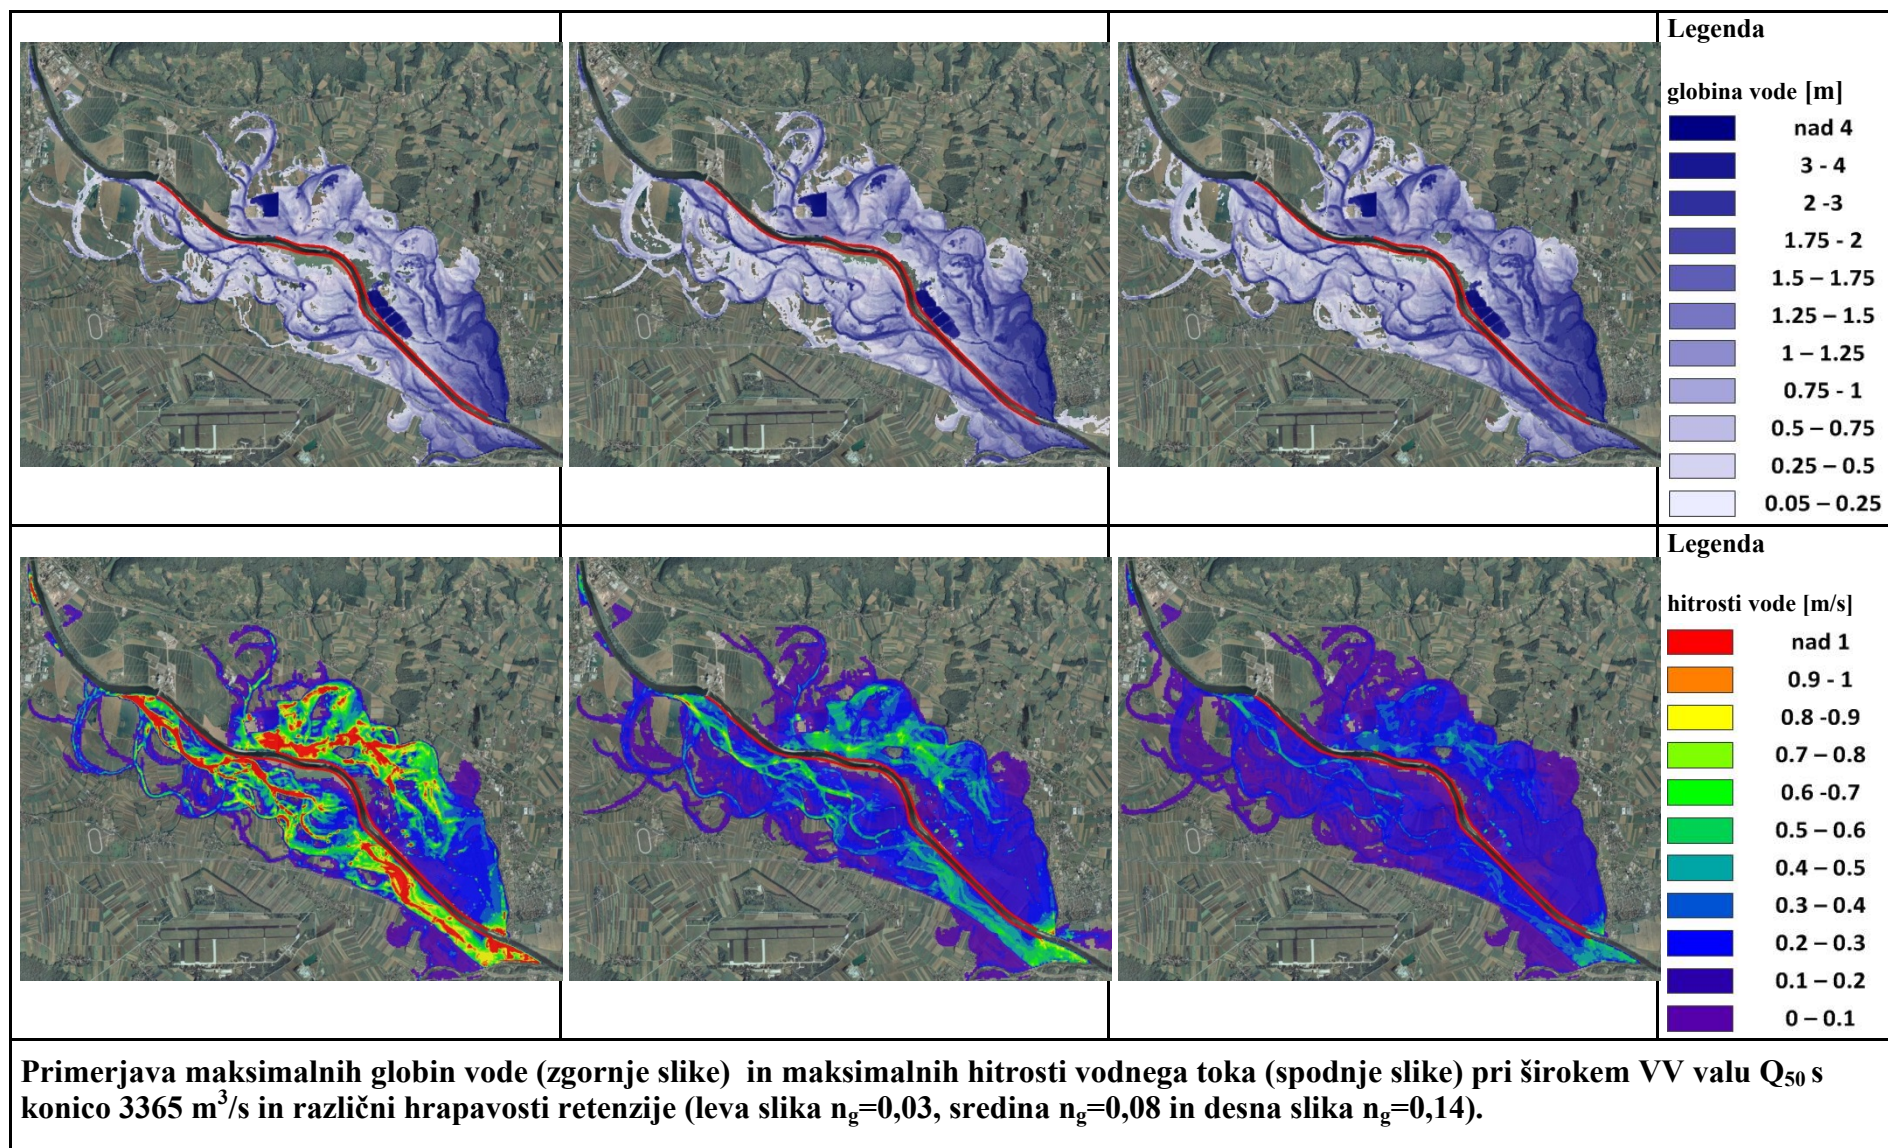 Legenda
globina vode [m]
nad 4
3 - 4
2 -3
1.75 - 2
1.5 – 1.75
1.25 – 1.5
1 – 1.25
0.75 - 1
0.5 – 0.75
0.25 – 0.5
0.05 – 0.25
Legenda
hitrosti vode [m/s]
nad 1
0.9 - 1
0.8 -0.9
0.7 – 0.8
0.6 -0.7
0.5 – 0.6
0.4 – 0.5
0.3 – 0.4
0.2 – 0.3
0.1 – 0.2
0 – 0.1
Primerjava maksimalnih globin vode (zgornje slike) in maksimalnih hitrosti vodnega toka (spodnje slike) pri širokem VV valu Q₅₀ s
konico 3365 m³/s in različni hrapavosti retenzije (leva slika n_g=0,03, sredina n_g=0,08 in desna slika n_g=0,14).